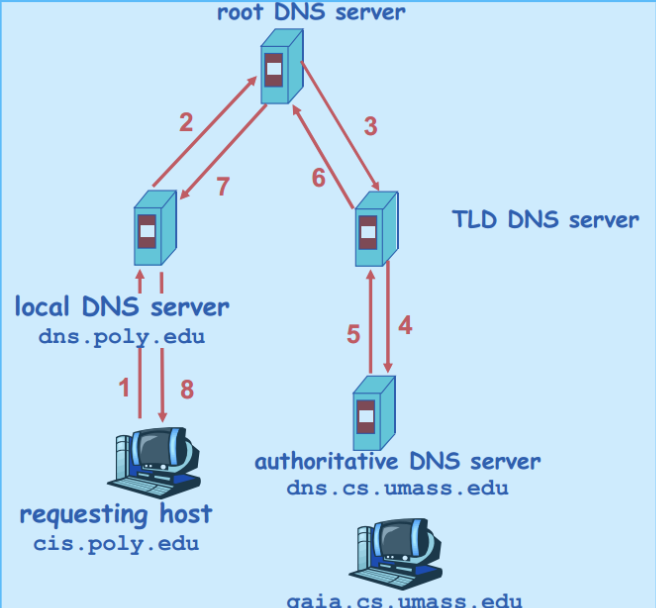 root DNS server
2
3
7
6
TLD DNS server
local DNS server
dns.poly.edu
5
4
1
8
authoritative DNS server
dns.cs.umass.edu
requesting host
cis.poly.edu
gaia.cs.umass.edu